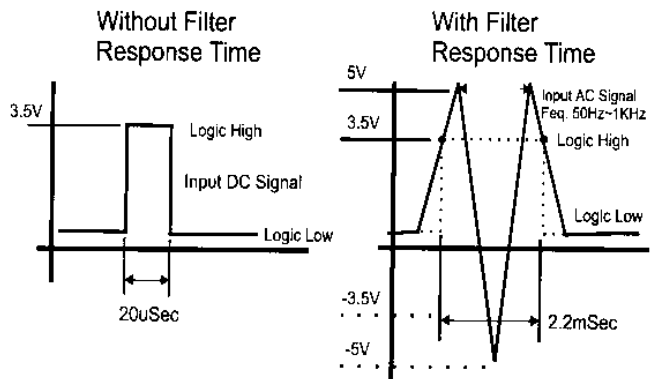 Without Filter
Response Time
3.5V
Logic High
Input DC Signal
Logic Low
20uSec
With Filter
Response Time
5V
Input AC Signal
Feq. 50Hz~1KHz
3.5V
Logic High
Logic Low
-3.5V
2.2mSec
-5V